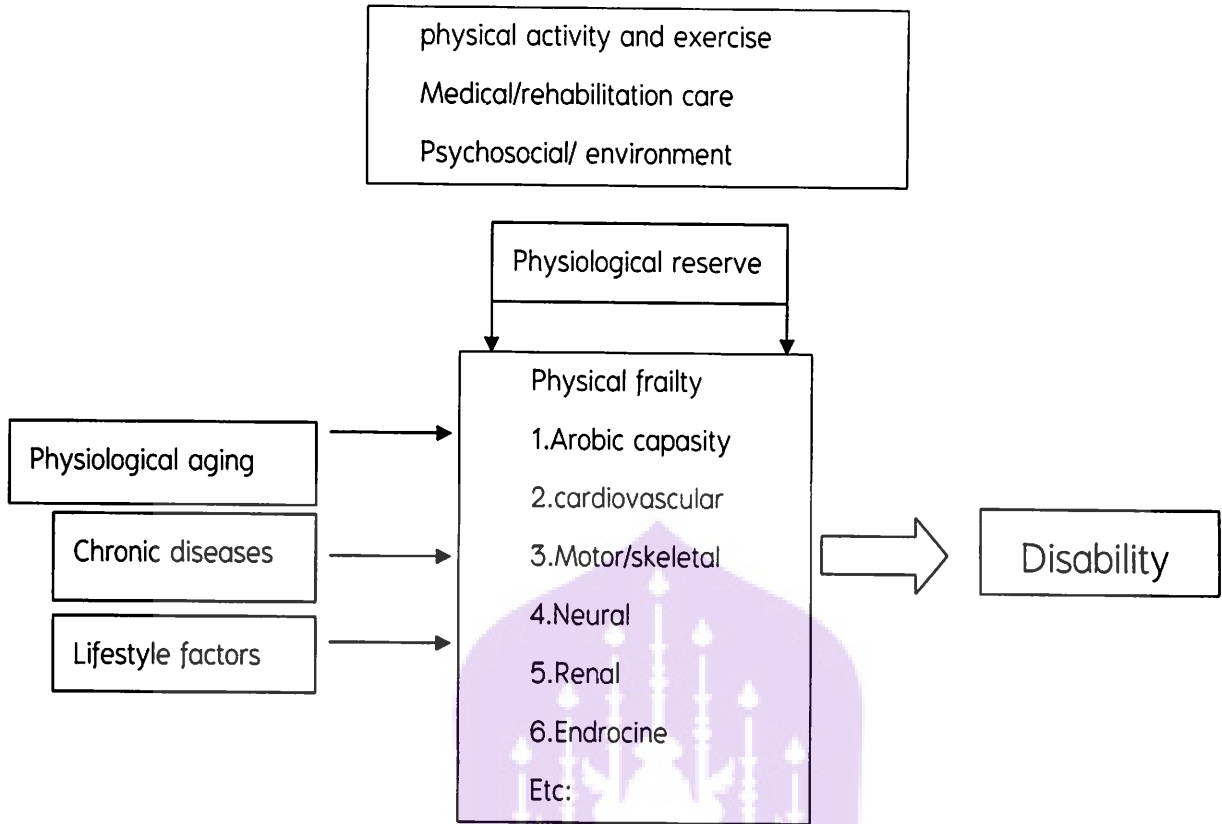 physical activity and exercise
Medical/rehabilitation care
Psychosocial/ environment
Physiological reserve
Physical frailty
1.Arobic capasity
2.cardiovascular
3.Motor/skeletal
4.Neural
5.Renal
6.Endrocine
Etc:
Physiological aging
Chronic diseases
Lifestyle factors
Disability